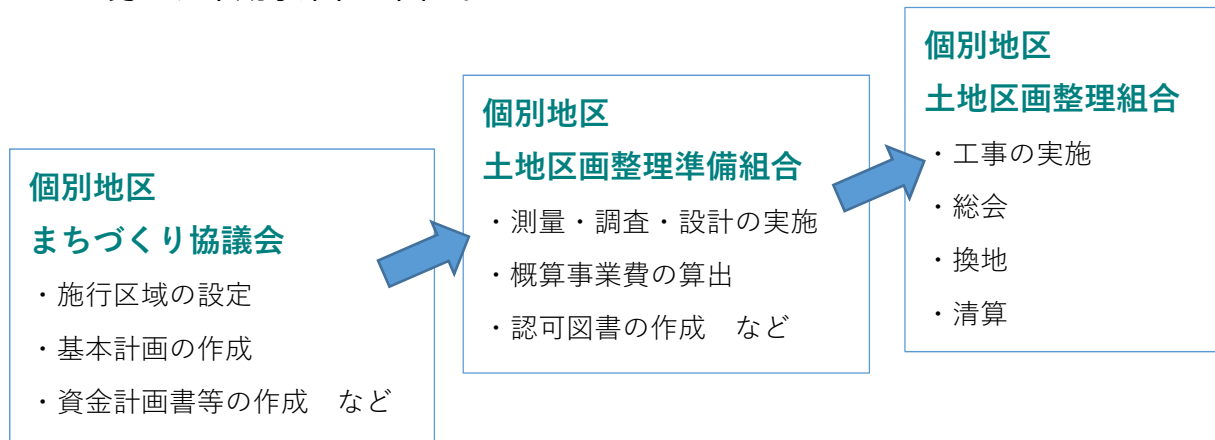 個別地区
まちづくり協議会
・施行区域の設定
・基本計画の作成
・資金計画書等の作成　など
個別地区
土地区画整理準備組合
・測量・調査・設計の実施
・概算事業費の算出
・認可図書の作成　など
個別地区
土地区画整理組合
・工事の実施
・総会
・換地
・清算